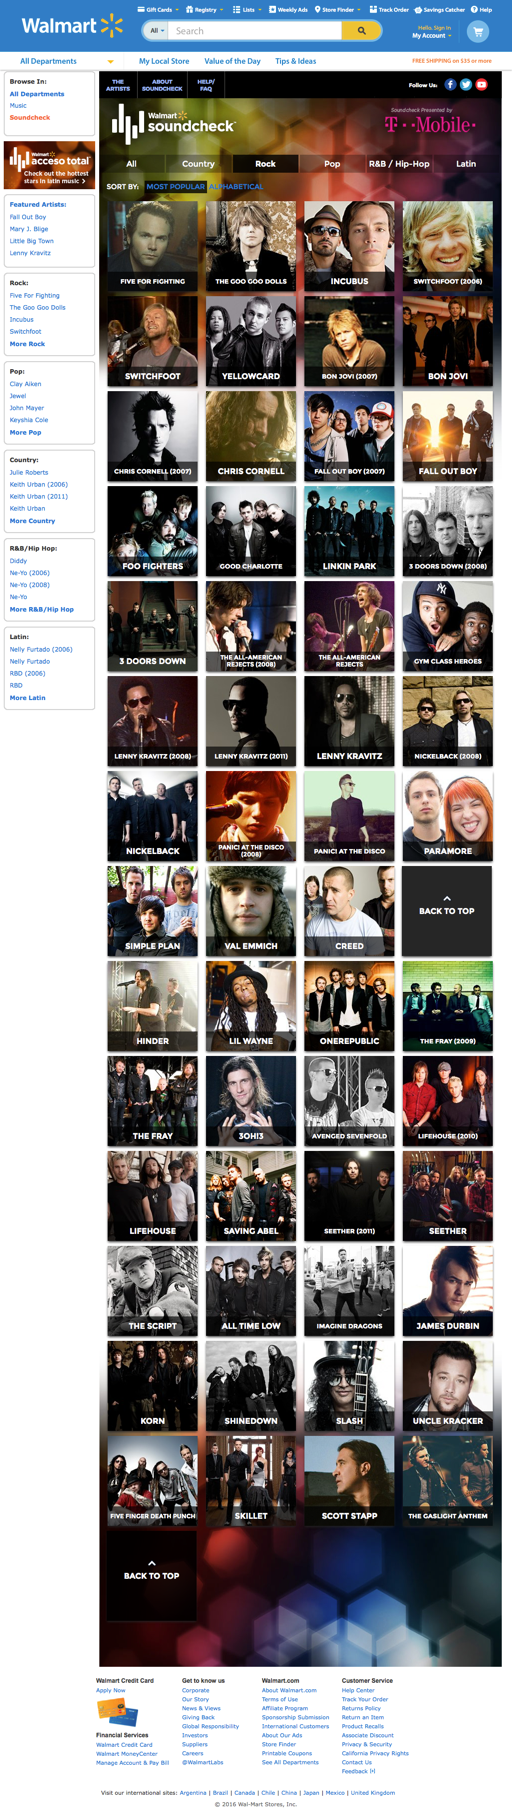 Gift Cards
Registry
Lists
Weekly Ads
Store Finder
Track Order
Savings Catcher
Help
Walmart
All
Search
Hello. Sign In
My Account
All Departments
My Local Store
Value of the Day
Tips & Ideas
FREE SHIPPING on $35 or more
Browse In:
All Departments
Music
Soundcheck
Walmart
acceso total
Check out the hottest
stars in latin music >
Featured Artists:
Fall Out Boy
Mary J. Blige
Little Big Town
Lenny Kravitz
Rock:
Five For Fighting
The Goo Goo Dolls
Incubus
Switchfoot
More Rock
Pop:
Clay Aiken
Jewel
John Mayer
Keyshia Cole
More Pop
Country:
Julie Roberts
Keith Urban (2006)
Keith Urban (2011)
Keith Urban
More Country
R&B/Hip Hop:
Diddy
Ne-Yo (2006)
Ne-Yo (2008)
Ne-Yo
More R&B/Hip Hop
Latin:
Nelly Furtado (2006)
Nelly Furtado
RBD (2006)
RBD
More Latin
THE
ARTISTS
ABOUT
SOUNDCHECK
HELP/
FAQ
Follow Us:
Walmart
soundcheck
Soundcheck Presented by
T··Mobile·
All
Country
Rock
Pop
R&B / Hip-Hop
Latin
SORT BY:
MOST POPULAR
ALPHABETICAL
FIVE FOR FIGHTING
THE GOO GOO DOLLS
INCUBUS
SWITCHFOOT (2006)
SWITCHFOOT
YELLOWCARD
BON JOVI (2007)
BON JOVI
CHRIS CORNELL (2007)
CHRIS CORNELL
FALL OUT BOY (2007)
FALL OUT BOY
FOO FIGHTERS
GOOD CHARLOTTE
LINKIN PARK
3 DOORS DOWN (2008)
3 DOORS DOWN
THE ALL-AMERICAN
REJECTS (2008)
THE ALL-AMERICAN
REJECTS
GYM CLASS HEROES
LENNY KRAVITZ (2008)
LENNY KRAVITZ (2011)
LENNY KRAVITZ
NICKELBACK (2008)
NICKELBACK
PANIC! AT THE DISCO
(2008)
PANIC! AT THE DISCO
PARAMORE
SIMPLE PLAN
VAL EMMICH
CREED
BACK TO TOP
HINDER
LIL WAYNE
ONEREPUBLIC
THE FRAY (2009)
THE FRAY
3OH!3
AVENGED SEVENFOLD
LIFEHOUSE (2010)
LIFEHOUSE
SAVING ABEL
SEETHER (2011)
SEETHER
THE SCRIPT
ALL TIME LOW
IMAGINE DRAGONS
JAMES DURBIN
KORN
SHINEDOWN
SLASH
UNCLE KRACKER
FIVE FINGER DEATH PUNCH
SKILLET
SCOTT STAPP
THE GASLIGHT ANTHEM
BACK TO TOP
Walmart Credit Card
Apply Now
Financial Services
Walmart Credit Card
Walmart MoneyCenter
Manage Account & Pay Bill
Get to know us
Corporate
Our Story
News & Views
Giving Back
Global Responsibility
Investors
Suppliers
Careers
@WalmartLabs
Walmart.com
About Walmart.com
Terms of Use
Affiliate Program
Sponsorship Submission
International Customers
About Our Ads
Store Finder
Printable Coupons
See All Departments
Customer Service
Help Center
Track Your Order
Returns Policy
Return an Item
Product Recalls
Associate Discount
Privacy & Security
California Privacy Rights
Contact Us
Feedback [+]
Visit our international sites: Argentina | Brazil | Canada | Chile | China | Japan | Mexico | United Kingdom
© 2016 Wal-Mart Stores, Inc.